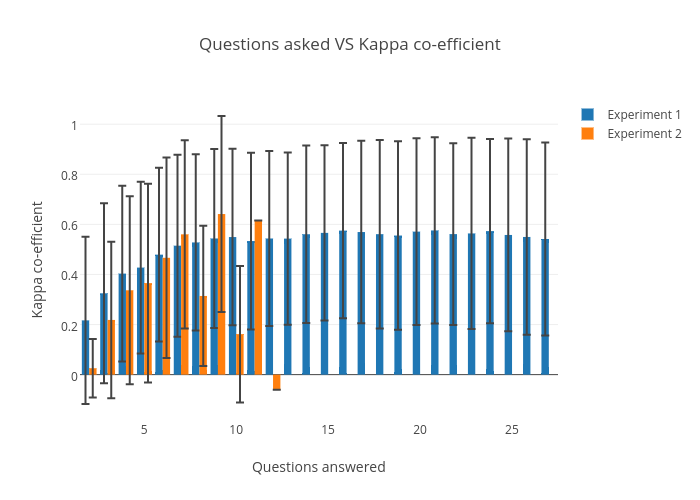 Questions asked VS Kappa co-efficient
Experiment 1
Experiment 2
Kappa co-efficient
1
0.8
0.6
0.4
0.2
0
5
10
15
20
25
Questions answered